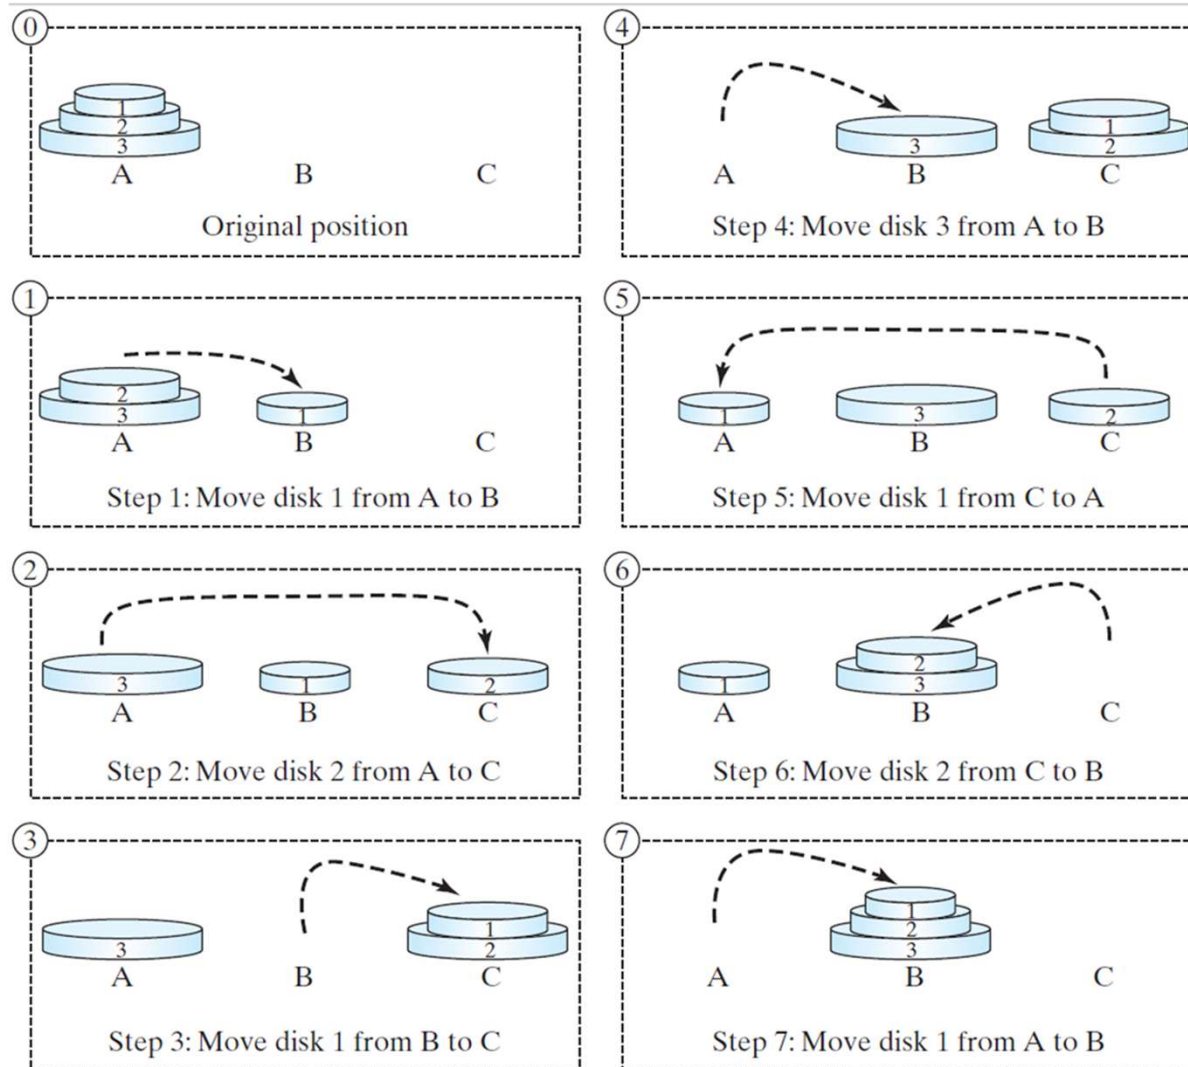 0
1
2
3
A B C
Original position
1
2
3
1
A B C
Step 1: Move disk 1 from A to B
2
3 1 2
A B C
Step 2: Move disk 2 from A to C
3
1
3 2
A B C
Step 3: Move disk 1 from B to C
4
1
3 2
A B C
Step 4: Move disk 3 from A to B
5
1 3 2
A B C
Step 5: Move disk 1 from C to A
6
2
1 3
A B C
Step 6: Move disk 2 from C to B
7
1
2
3
A B C
Step 7: Move disk 1 from A to B